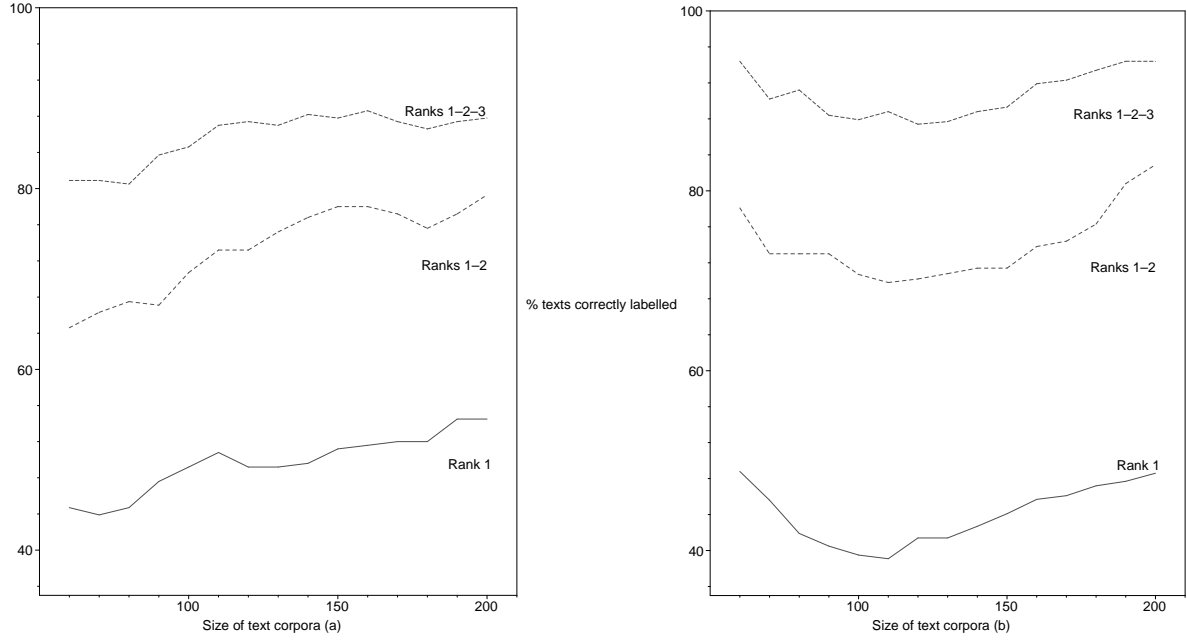 100
80
60
40
Ranks 1–2–3
Ranks 1–2
Rank 1
100
150
200
Size of text corpora (a)
% texts correctly labelled
100
80
60
40
Ranks 1–2–3
Ranks 1–2
Rank 1
100
150
200
Size of text corpora (b)